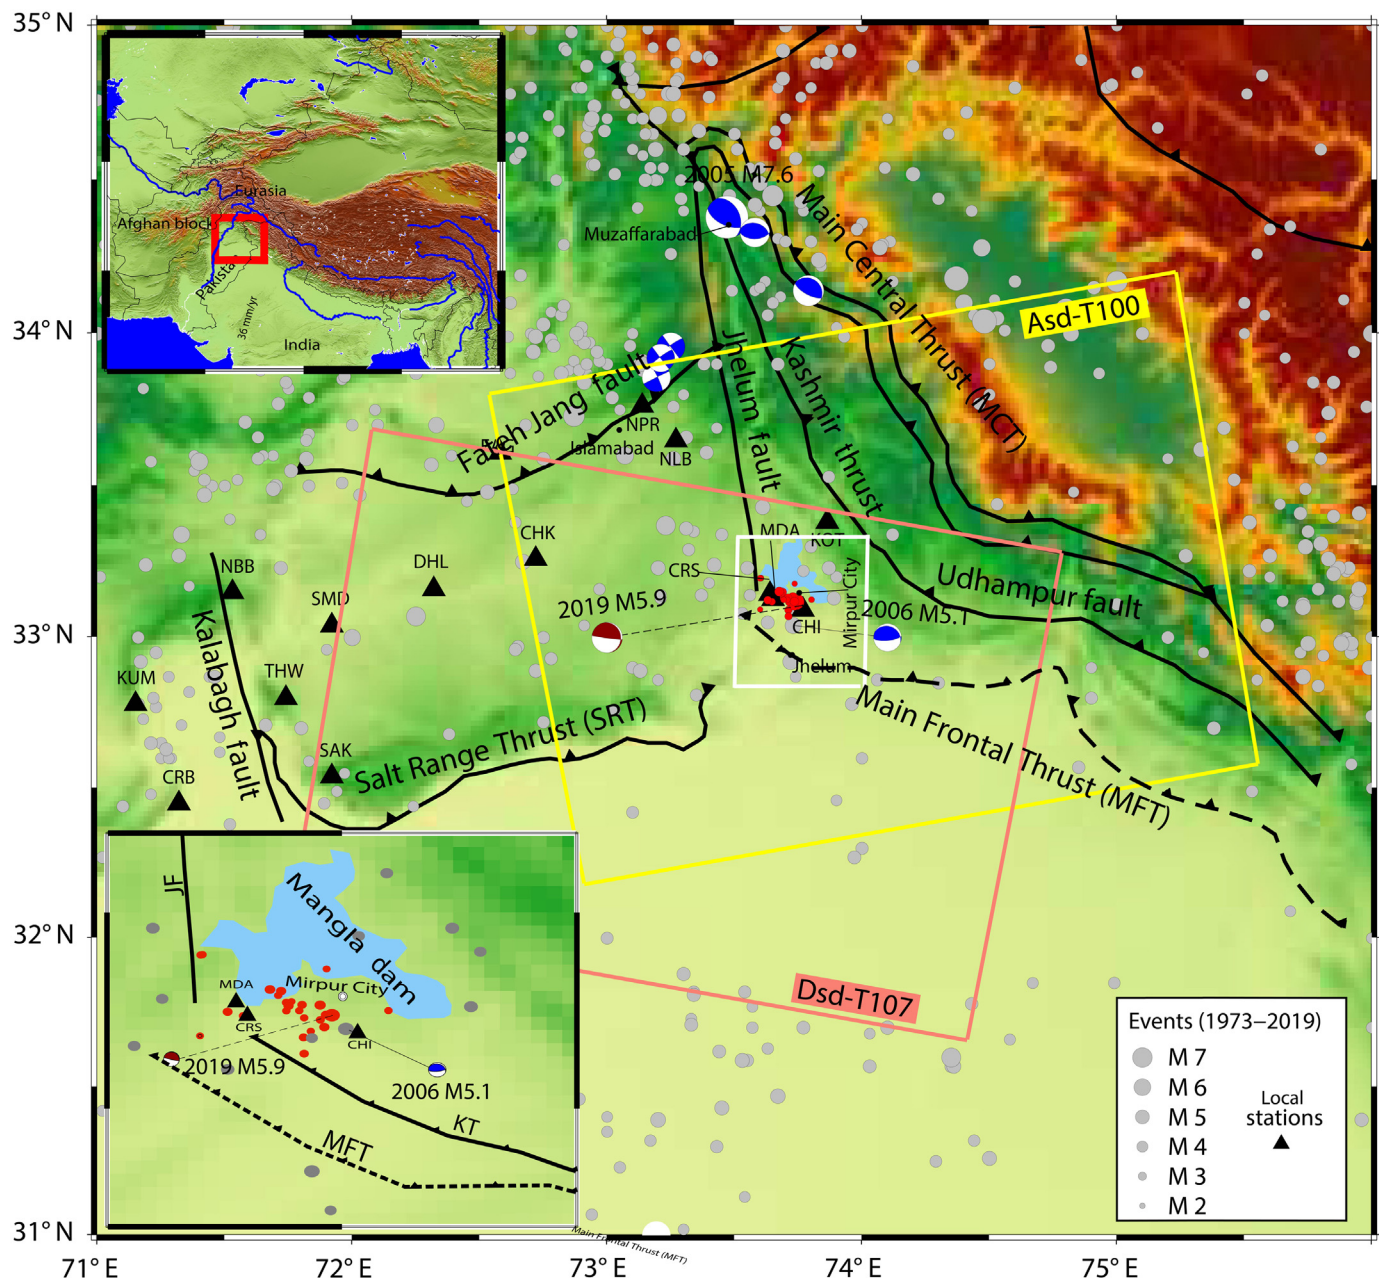 35° N
34° N
33° N
32° N
31° N
71° E
72° E
73° E
74° E
75° E
Eurasia
Afghan block
Pakistan
36 mm/yr
India
2005 M7.6
Muzaffarabad
Main Central Thrust (MCT)
Asd-T100
Jhelum fault
Kashmir thrust
Fateh Jang fault
NPR
Islamabad
NLB
CHK
MDA
KOT
NBB
DHL
CRS
SMD
2019 M5.9
Mirpur City
2006 M5.1
CHI
Udhampur fault
Jhelum
KUM
THW
Kalabagh fault
SAK
CRB
Salt Range Thrust (SRT)
Main Frontal Thrust (MFT)
Dsd-T107
JF
Mangla dam
Mirpur City
MDA
CRS
CHI
2019 M5.9
2006 M5.1
KT
MFT
Main Frontal Thrust (MFT)
Events (1973–2019)
M 7
M 6
M 5
M 4
M 3
M 2
Local
stations